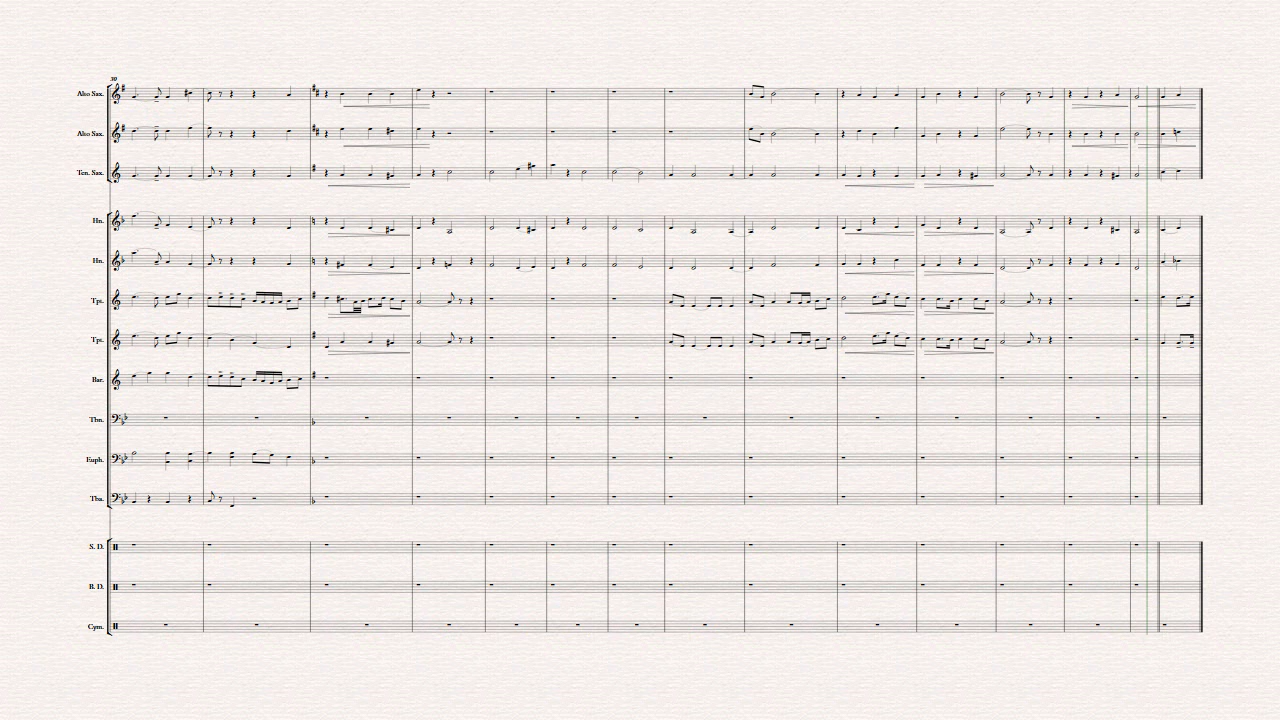 30
Alto Sax.
Alto Sax.
Ten. Sax.
Hn.
Hn.
Tpt.
Tpt.
Bar.
Tbn.
Euph.
Tba.
S. D.
B. D.
Cym.